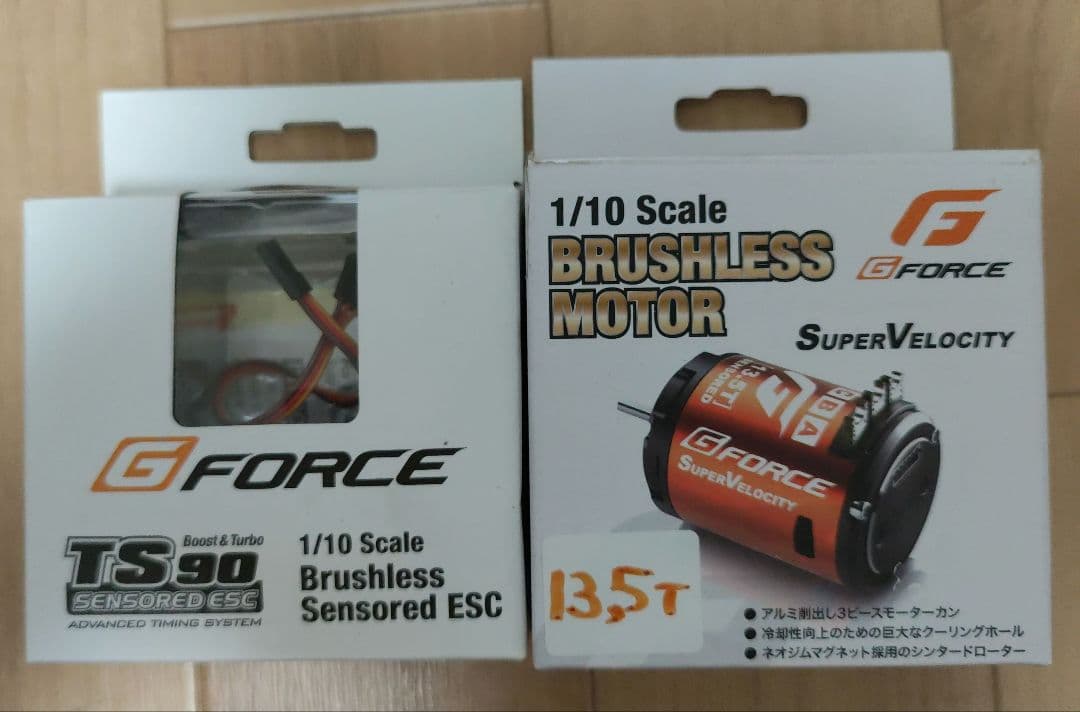 G FORCE
Boost & Turbo
TS90
SENSORED ESC
ADVANCED TIMING SYSTEM
1/10 Scale
Brushless
Sensored ESC
1/10 Scale
BRUSHLESS
MOTOR
G FORCE
SUPERVELOCITY
13.5T
SENSORED
B B A
G FORCE
SUPERVELOCITY
13,5T
● アルミ削出し3ピースモーターカン
● 冷却性向上のための巨大なクーリングホール
● ネオジムマグネット採用のシンタードローター